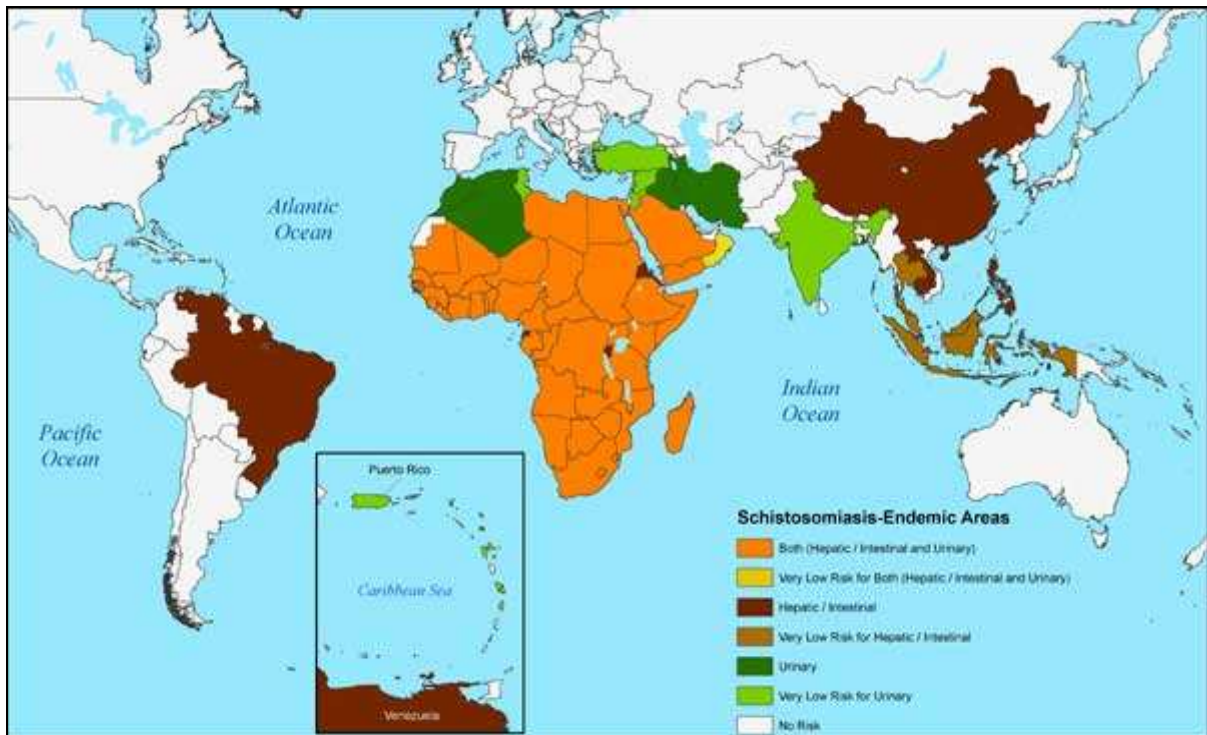 Atlantic
Ocean
Pacific
Ocean
Indian
Ocean
Puerto Rico
Caribbean Sea
Venezuela
Schistosomiasis-Endemic Areas
Both (Hepatic / Intestinal and Urinary)
Very Low Risk for Both (Hepatic / Intestinal and Urinary)
Hepatic / Intestinal
Very Low Risk for Hepatic / Intestinal
Urinary
Very Low Risk for Urinary
No Risk